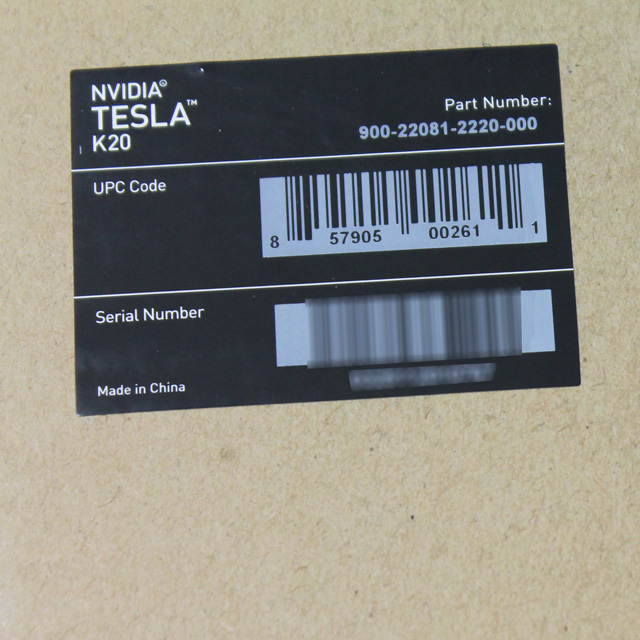 NVIDIA®
TESLA™
K20
Part Number:
900-22081-2220-000
UPC Code
8 57905 00261 1
Serial Number
Made in China